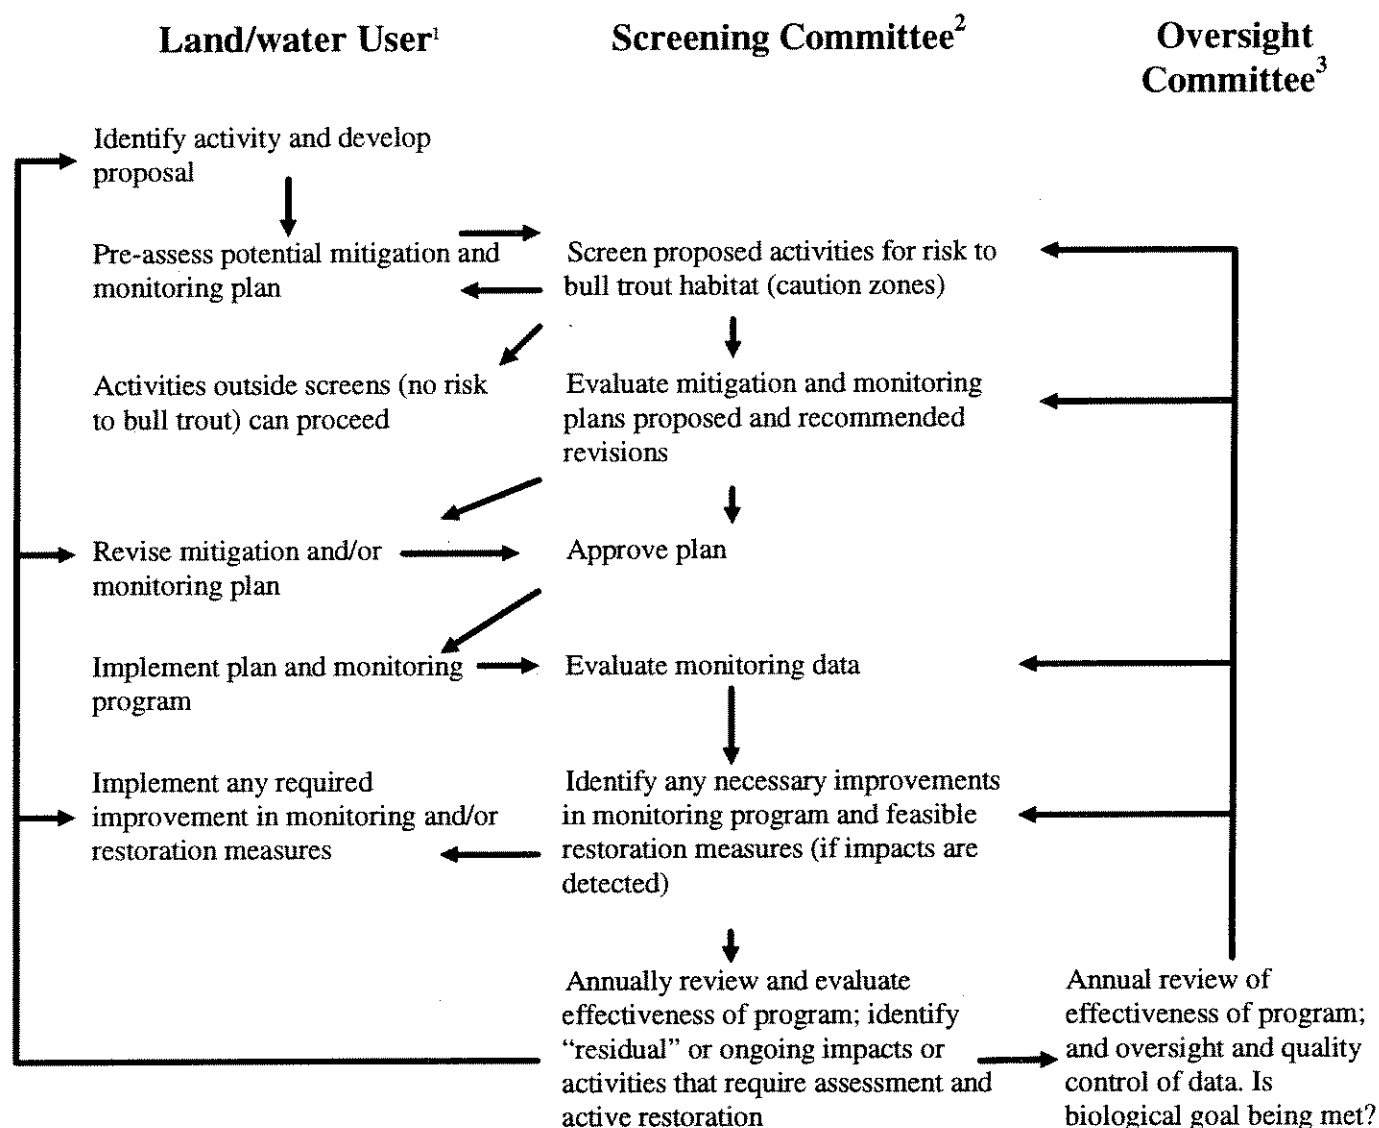 Land/water User¹
Screening Committee²
Oversight
Committee³
Identify activity and develop
proposal
Pre-assess potential mitigation and
monitoring plan
Screen proposed activities for risk to
bull trout habitat (caution zones)
Activities outside screens (no risk
to bull trout) can proceed
Evaluate mitigation and monitoring
plans proposed and recommended
revisions
Revise mitigation and/or
monitoring plan
Approve plan
Implement plan and monitoring
program
Evaluate monitoring data
Implement any required
improvement in monitoring and/or
restoration measures
Identify any necessary improvements
in monitoring program and feasible
restoration measures (if impacts are
detected)
Annually review and evaluate
effectiveness of program; identify
“residual” or ongoing impacts or
activities that require assessment and
active restoration
Annual review of
effectiveness of program;
and oversight and quality
control of data. Is
biological goal being met?